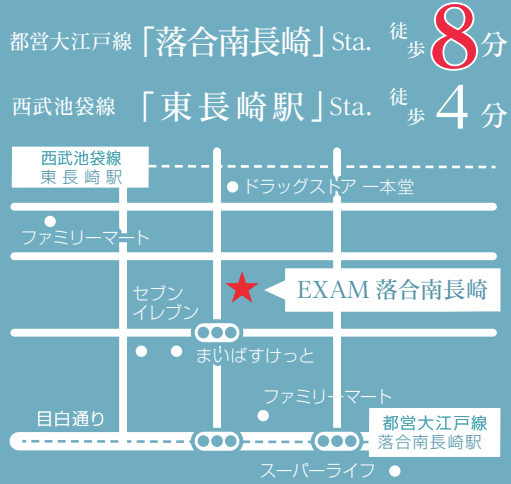 都営大江戸線「落合南長崎」Sta. 徒歩8分
西武池袋線 「東長崎駅」Sta. 徒歩4分
西武池袋線
東長崎駅
ドラッグストア 一本堂
ファミリーマート
セブン
イレブン
EXAM 落合南長崎
まいばすけっと
ファミリーマート
目白通り
都営大江戸線
落合南長崎駅
スーパーライフ